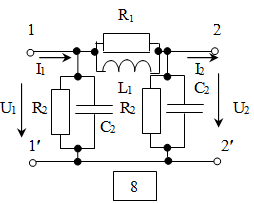 R₁
1 2
I₁ I₂
L₁ C₂
U₁ R₂ R₂ U₂
C₂
1′ 2′
8